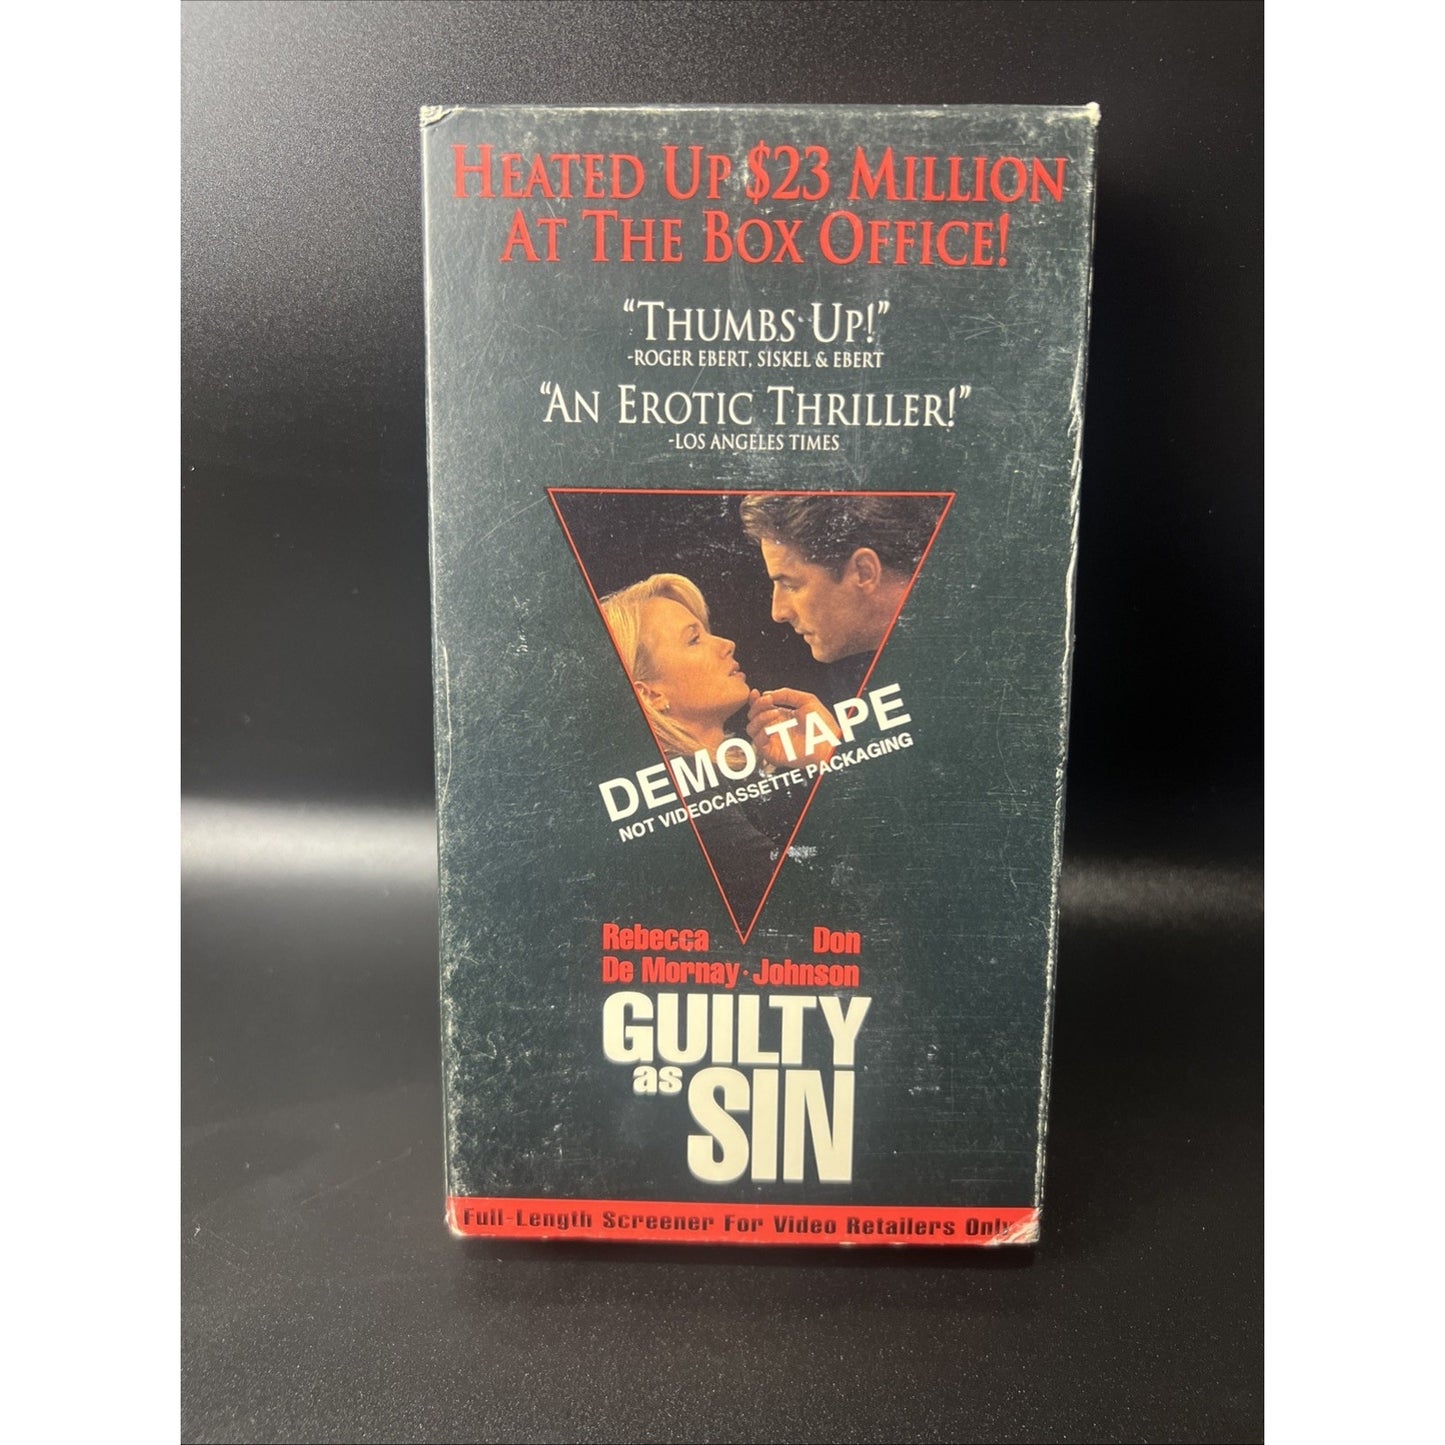 HEATED UP $23 MILLION
AT THE BOX OFFICE!
“THUMBS UP!”
-ROGER EBERT, SISKEL & EBERT
“AN EROTIC THRILLER!”
-LOS ANGELES TIMES
DEMO TAPE
NOT VIDEOCASSETTE PACKAGING
Rebecca Don
De Mornay · Johnson
GUILTY
as SIN
Full-Length Screener For Video Retailers Only